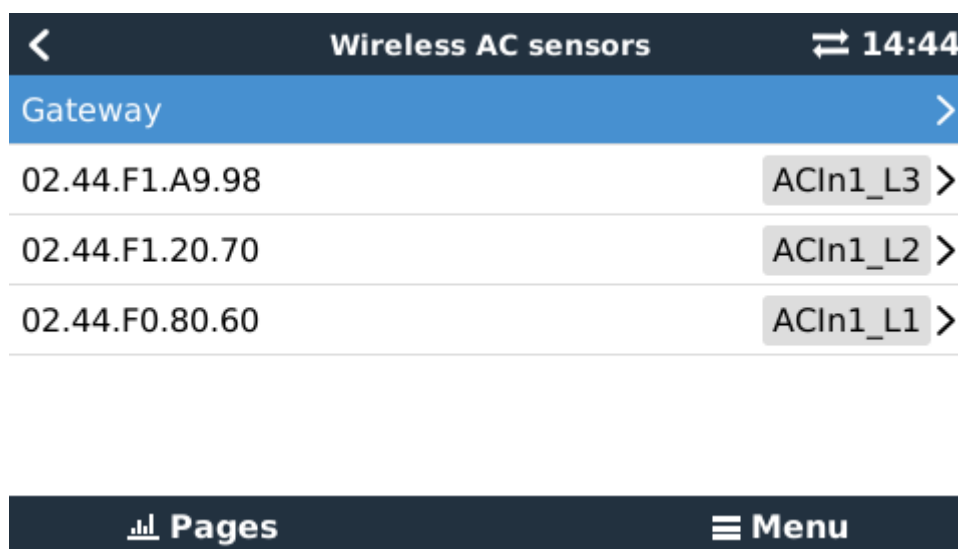 Wireless AC sensors 14:44
Gateway
02.44.F1.A9.98 ACIn1_L3
02.44.F1.20.70 ACIn1_L2
02.44.F0.80.60 ACIn1_L1
Pages Menu